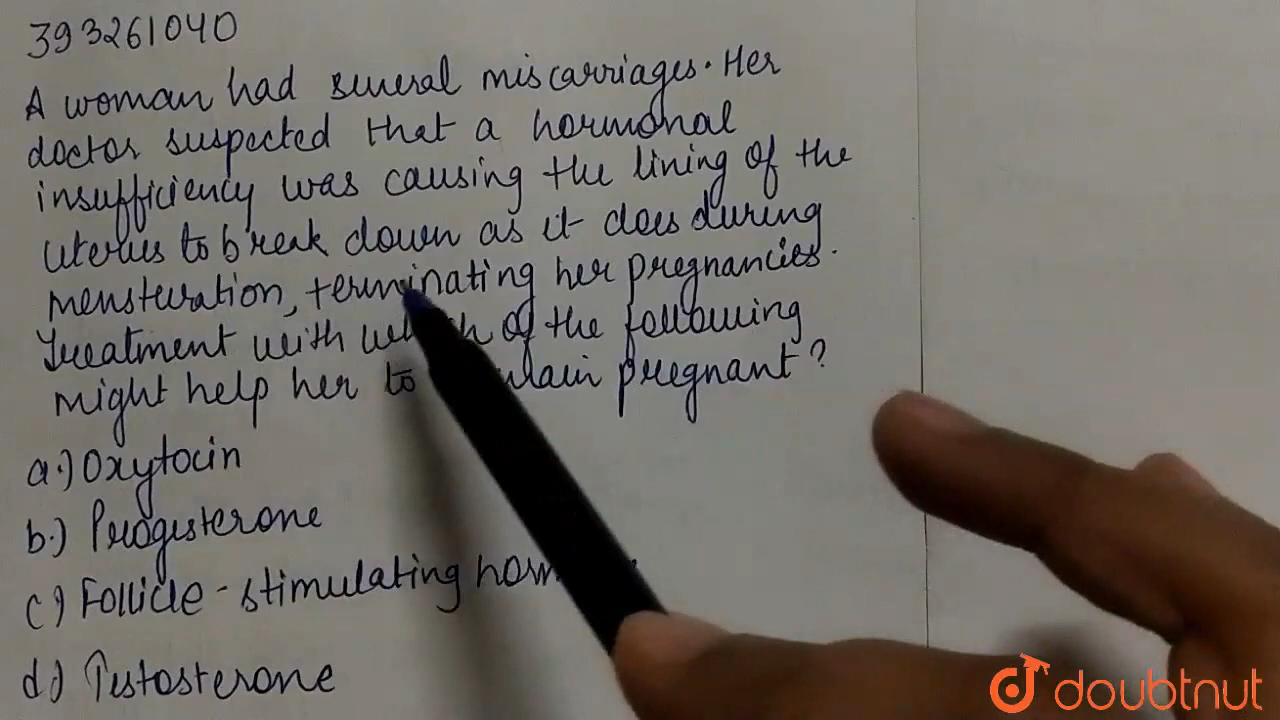 393261040
A woman had several miscarriages. Her
doctor suspected that a hormonal
insufficiency was causing the lining of the
uterus to break down as it does during
menstruation, terminating her pregnancies.
Treatment with of the following
might help her to pregnant?
a.) Oxytocin
b.) Progesterone
c.) Follicle - stimulating
d.) Testosterone
doubtnut